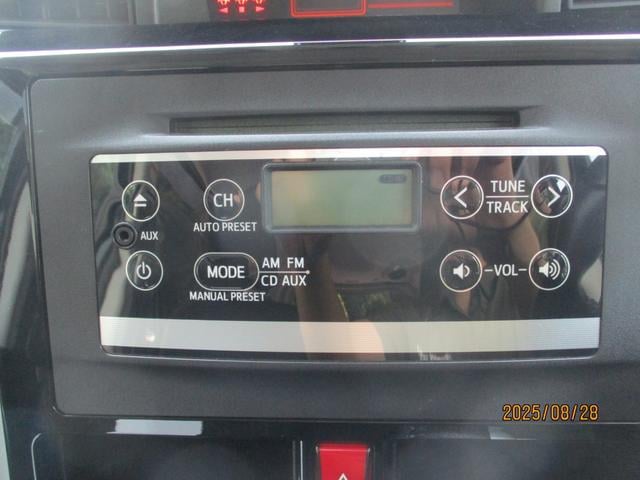 CH
AUTO PRESET
TUNE
TRACK
AUX
MODE
AM FM
CD AUX
MANUAL PRESET
-VOL-
2025/08/28